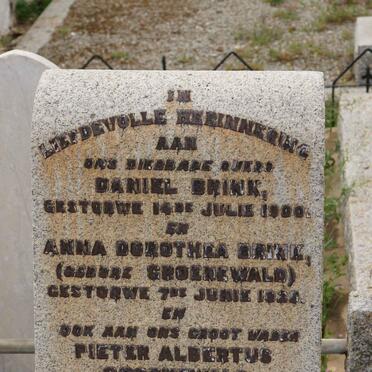 IN
LIEFDEVOLLE HERINNERING
AAN
ONS DIERBARE OUERS
DANIEL BRINK,
GESTORWE 14DE JULIE 1900.
EN
ANNA DOROTHEA BRINK,
(GEBORE GROENEWALD)
GESTORWE 7DE JUNIE
EN
OOK AAN ONS GROOT VADER
PIETER ALBERTUS